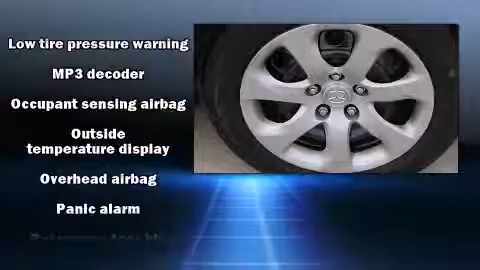 Low tire pressure warning
MP3 decoder
Occupant sensing airbag
Outside
temperature display
Overhead airbag
Panic alarm